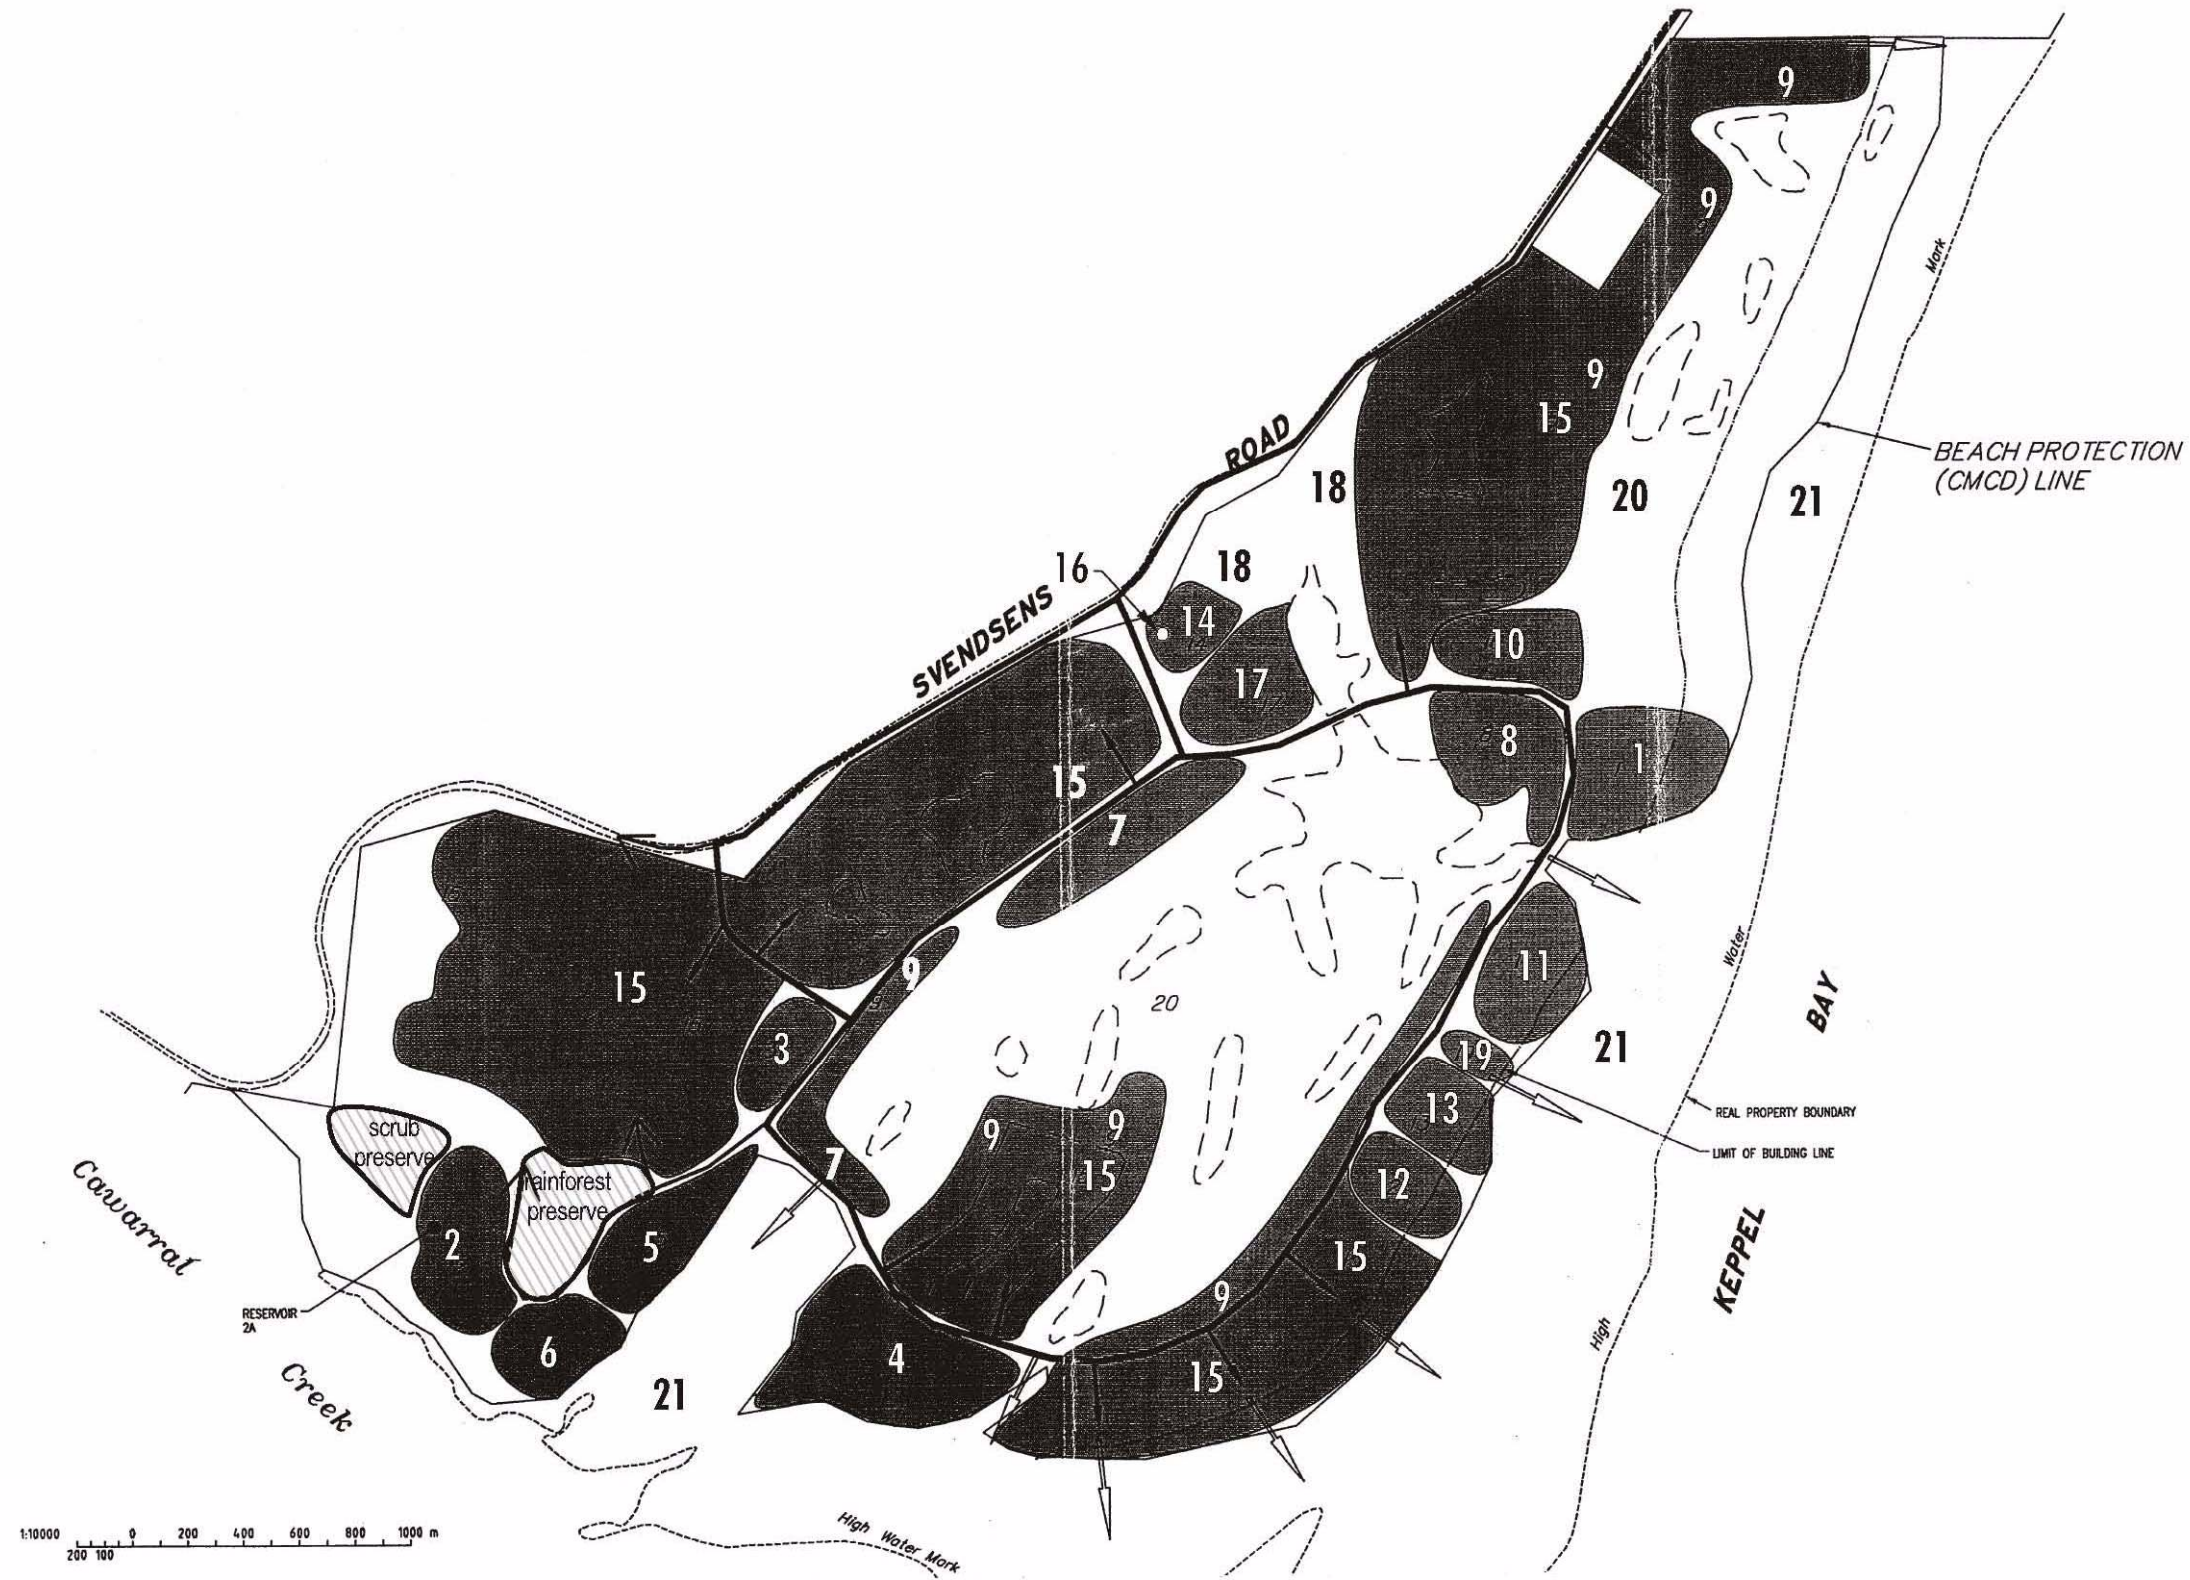 9
Mark
9
9
15
ROAD
BEACH PROTECTION
(CMCD) LINE
18
20
21
16
18
SVENDSENS
14
10
17
8
1
15
7
Water
9
11
15
BAY
20
3
21
19
scrub
preserve
9
9
13
REAL PROPERTY BOUNDARY
LIMIT OF BUILDING LINE
7
15
12
rainforest
preserve
Cawarral
2
5
15
KEPPEL
RESERVOIR
2A
9
High
6
4
15
Creek
21
1:10000
0 200 400 600 800 1000 m
200 100
High Water Mark